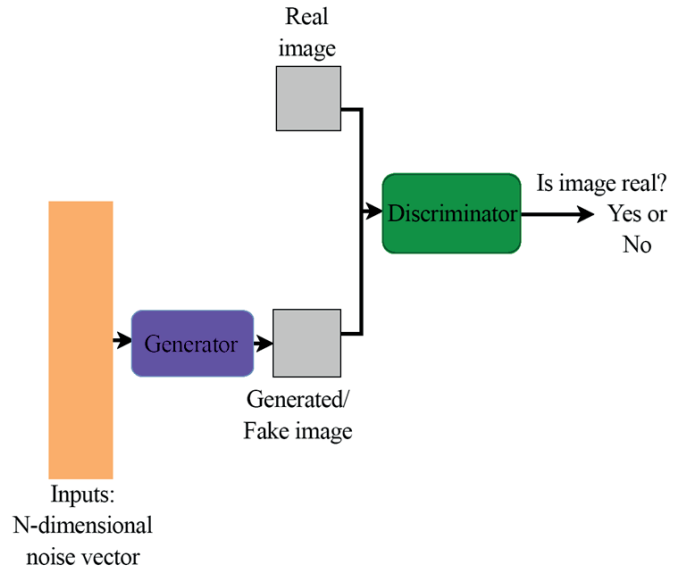 Real
image
Discriminator
Is image real?
Yes or
No
Generator
Generated/
Fake image
Inputs:
N-dimensional
noise vector